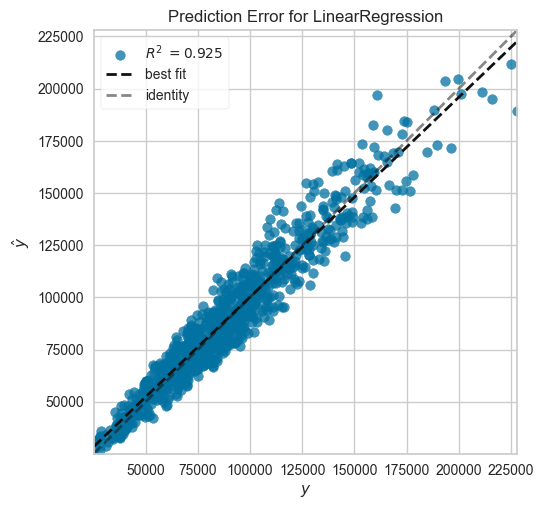 Prediction Error for LinearRegression
R² = 0.925
best fit
identity
225000
200000
175000
150000
125000
100000
75000
50000
ŷ
50000 75000 100000 125000 150000 175000 200000 225000
y